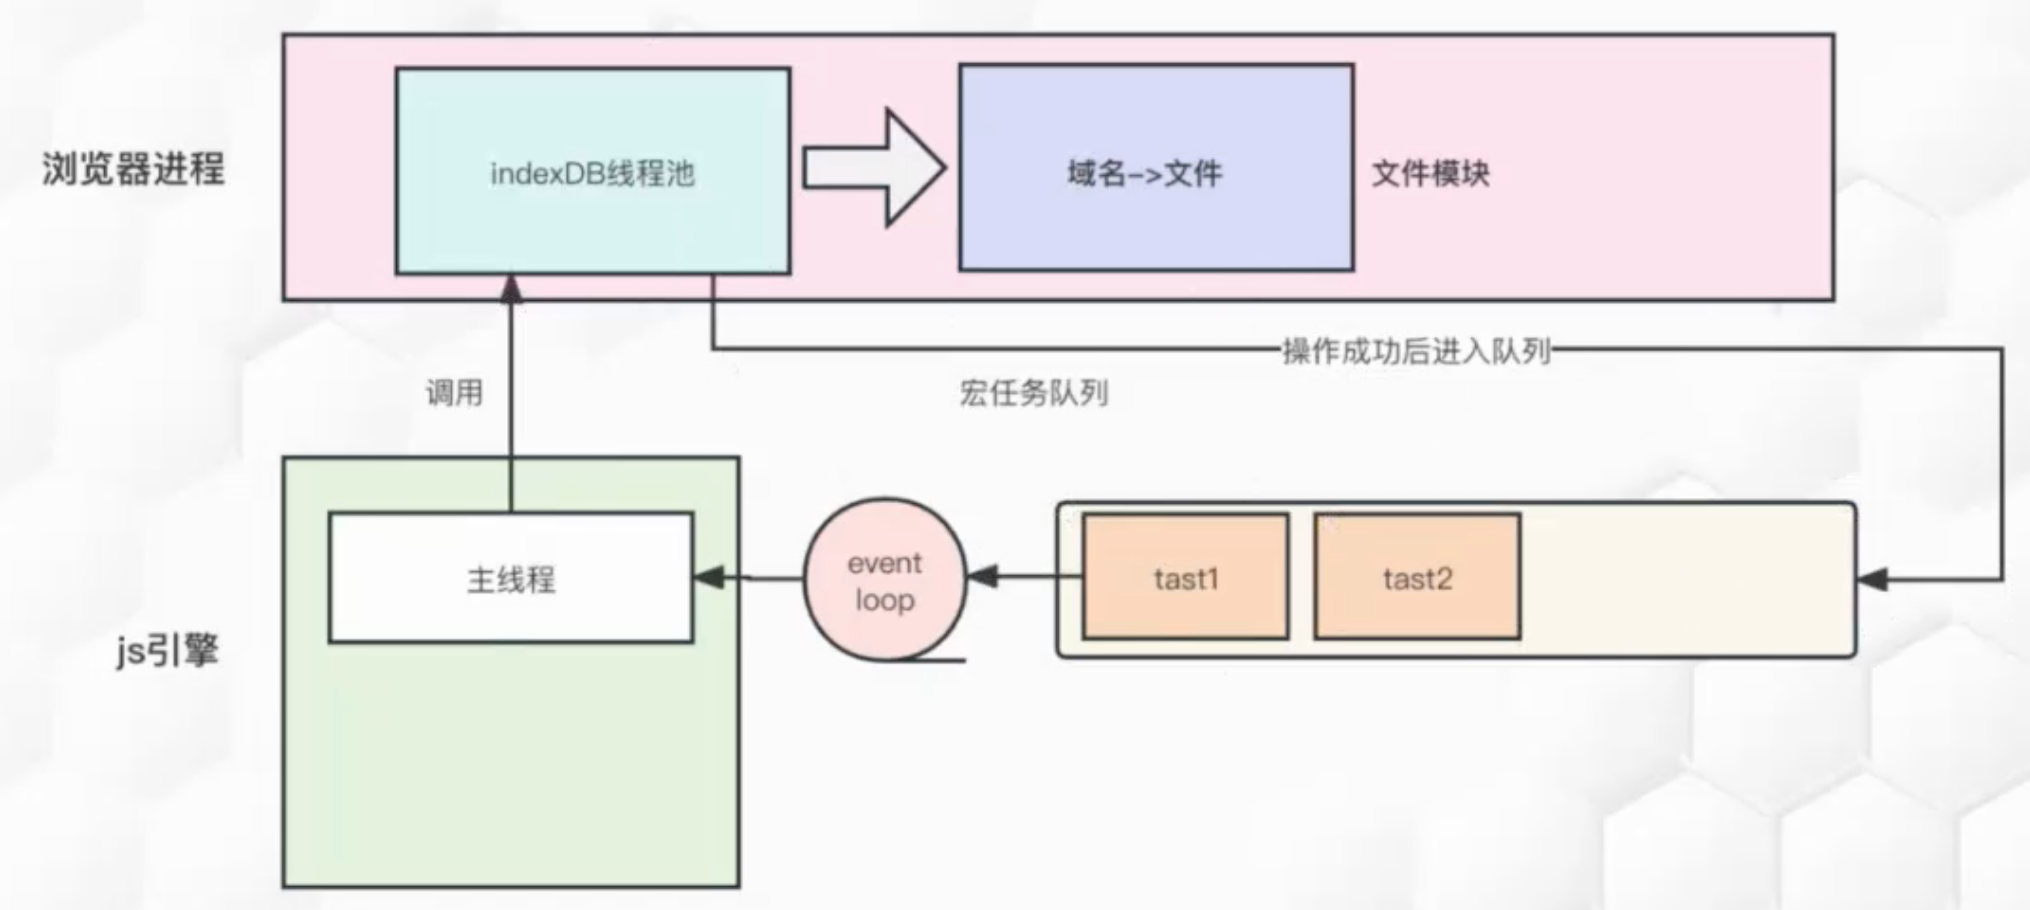 浏览器进程
indexDB线程池
域名->文件
文件模块
操作成功后进入队列
调用
宏任务队列
主线程
event
loop
tast1
tast2
js引擎